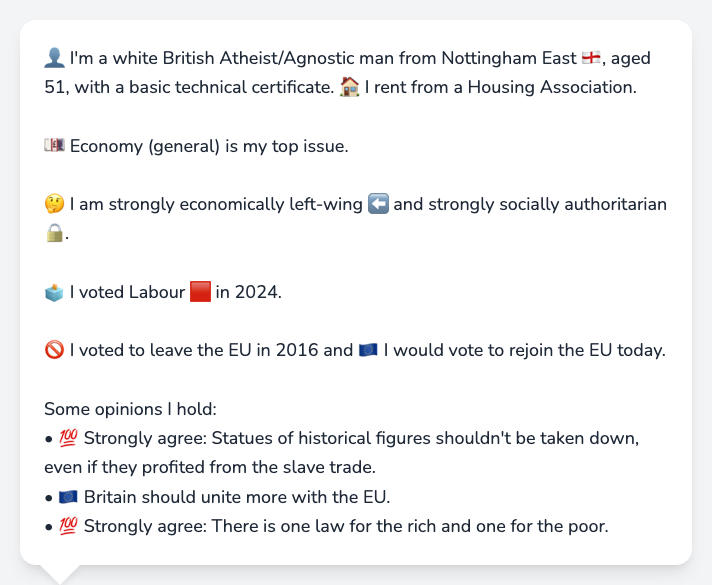 👤 I'm a white British Atheist/Agnostic man from Nottingham East 🏴󠁧󠁢󠁥󠁮󠁧󠁿, aged
51, with a basic technical certificate. 🏠 I rent from a Housing Association.
💷 Economy (general) is my top issue.
🤔 I am strongly economically left-wing ⬅️ and strongly socially authoritarian
🔒.
🗳️ I voted Labour 🟥 in 2024.
🚫 I voted to leave the EU in 2016 and 🇪🇺 I would vote to rejoin the EU today.
Some opinions I hold:
• 💯 Strongly agree: Statues of historical figures shouldn't be taken down,
even if they profited from the slave trade.
• 🇪🇺 Britain should unite more with the EU.
• 💯 Strongly agree: There is one law for the rich and one for the poor.